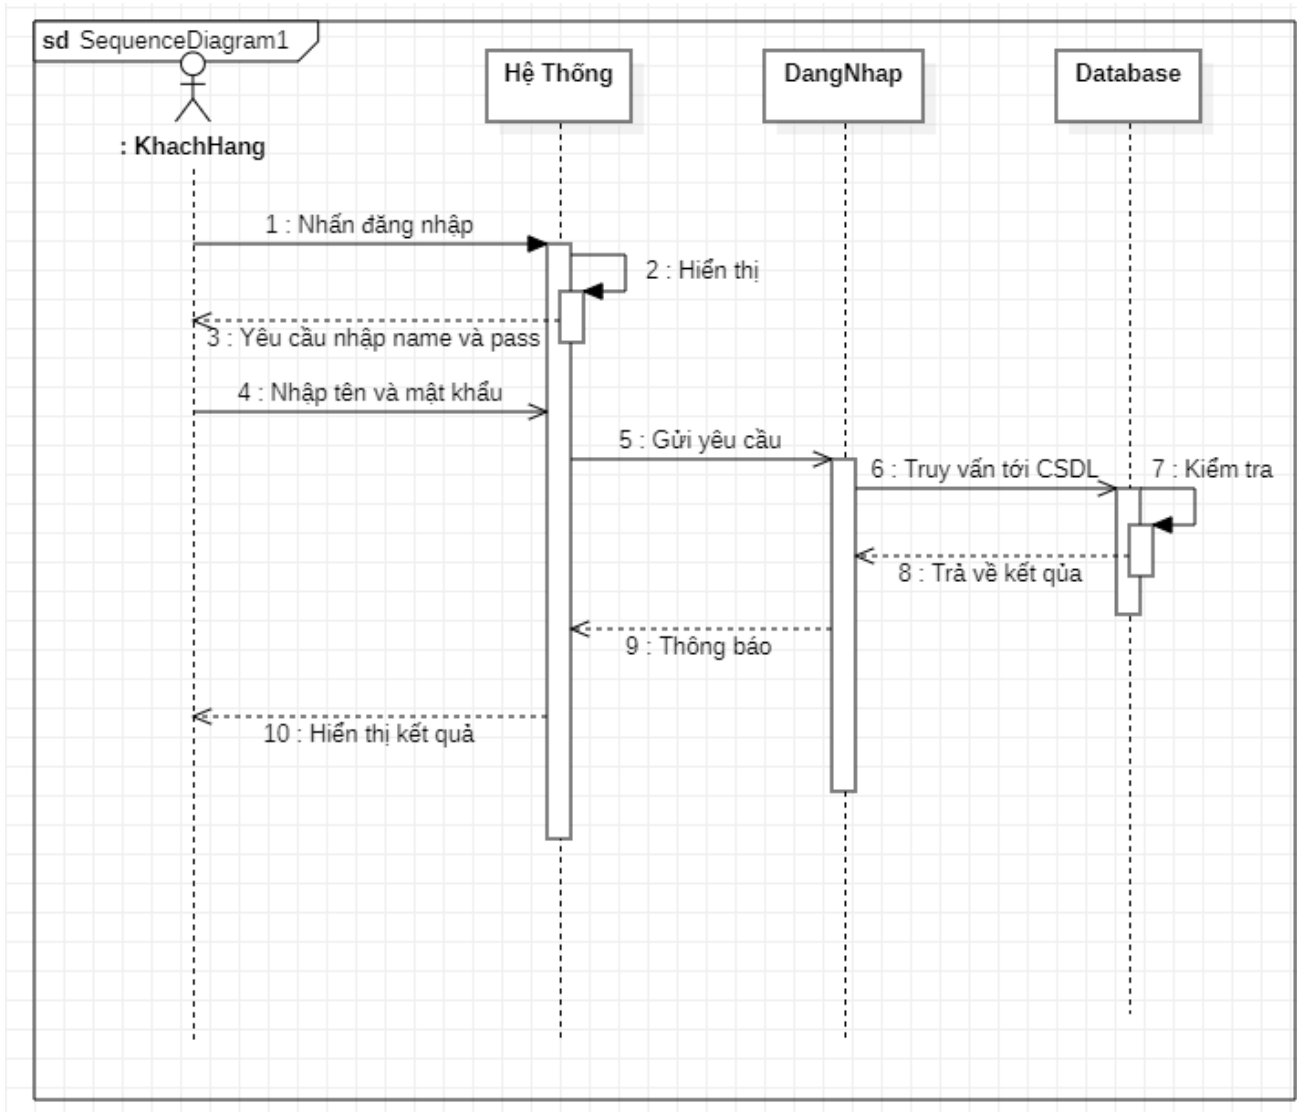 sd SequenceDiagram1
: KhachHang
Hệ Thống
DangNhap
Database
1 : Nhấn đăng nhập
2 : Hiển thị
3 : Yêu cầu nhập name và pass
4 : Nhập tên và mật khẩu
5 : Gửi yêu cầu
6 : Truy vấn tới CSDL
7 : Kiểm tra
8 : Trả về kết qủa
9 : Thông báo
10 : Hiển thị kết quả